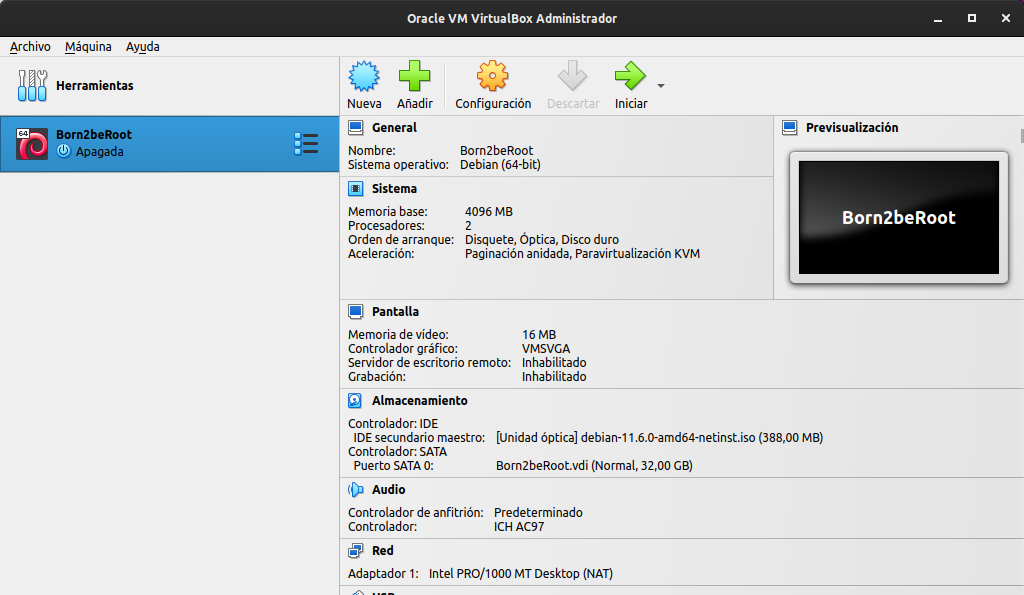 Oracle VM VirtualBox Administrador
Archivo Máquina Ayuda
Herramientas
Nueva Añadir Configuración Descartar Iniciar
64
Born2beRoot
Apagada
General
Nombre: Born2beRoot
Sistema operativo: Debian (64-bit)
Sistema
Memoria base: 4096 MB
Procesadores: 2
Orden de arranque: Disquete, Óptica, Disco duro
Aceleración: Paginación anidada, Paravirtualización KVM
Previsualización
Born2beRoot
Pantalla
Memoria de vídeo: 16 MB
Controlador gráfico: VMSVGA
Servidor de escritorio remoto: Inhabilitado
Grabación: Inhabilitado
Almacenamiento
Controlador: IDE
IDE secundario maestro: [Unidad óptica] debian-11.6.0-amd64-netinst.iso (388,00 MB)
Controlador: SATA
Puerto SATA 0: Born2beRoot.vdi (Normal, 32,00 GB)
Audio
Controlador de anfitrión: Predeterminado
Controlador: ICH AC97
Red
Adaptador 1: Intel PRO/1000 MT Desktop (NAT)